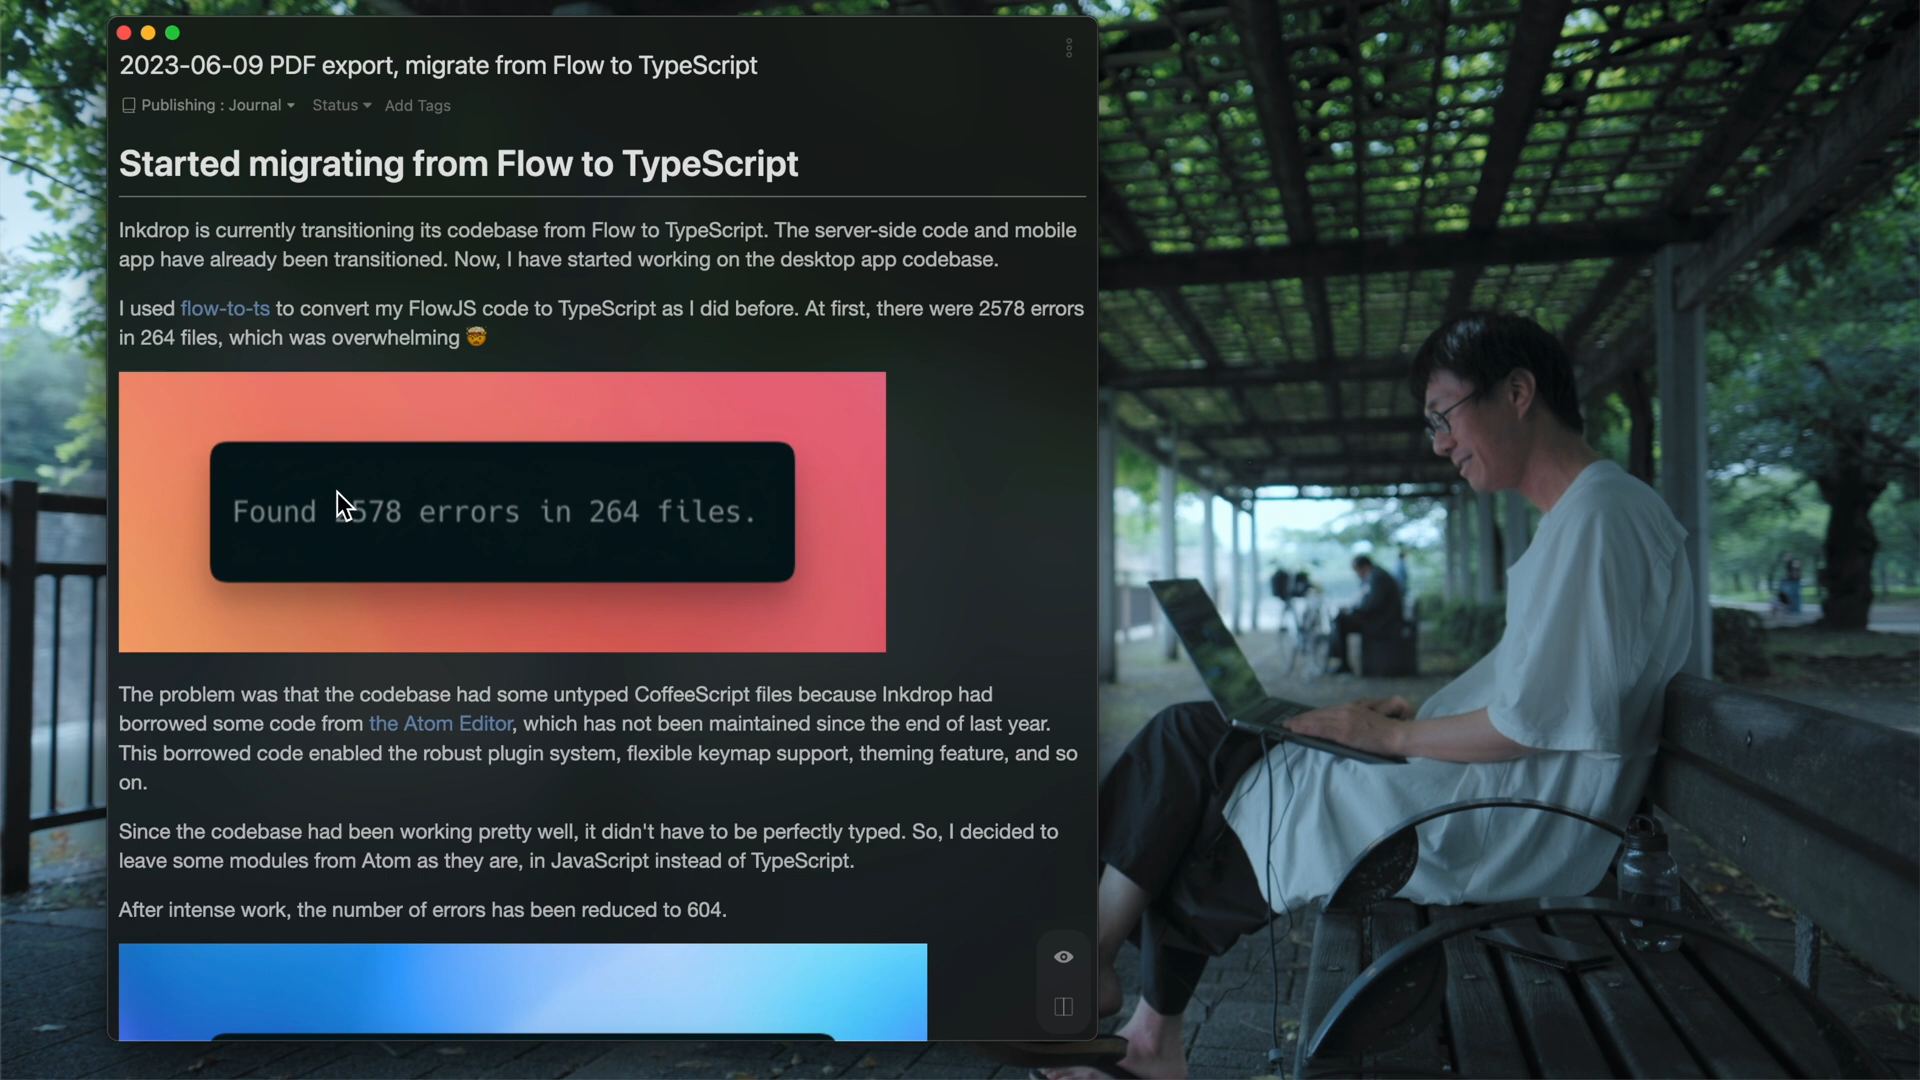 2023-06-09 PDF export, migrate from Flow to TypeScript
Publishing : Journal Status Add Tags
Started migrating from Flow to TypeScript
Inkdrop is currently transitioning its codebase from Flow to TypeScript. The server-side code and mobile
app have already been transitioned. Now, I have started working on the desktop app codebase.
I used flow-to-ts to convert my FlowJS code to TypeScript as I did before. At first, there were 2578 errors
in 264 files, which was overwhelming 🤯
Found 2578 errors in 264 files.
The problem was that the codebase had some untyped CoffeeScript files because Inkdrop had
borrowed some code from the Atom Editor, which has not been maintained since the end of last year.
This borrowed code enabled the robust plugin system, flexible keymap support, theming feature, and so
on.
Since the codebase had been working pretty well, it didn't have to be perfectly typed. So, I decided to
leave some modules from Atom as they are, in JavaScript instead of TypeScript.
After intense work, the number of errors has been reduced to 604.